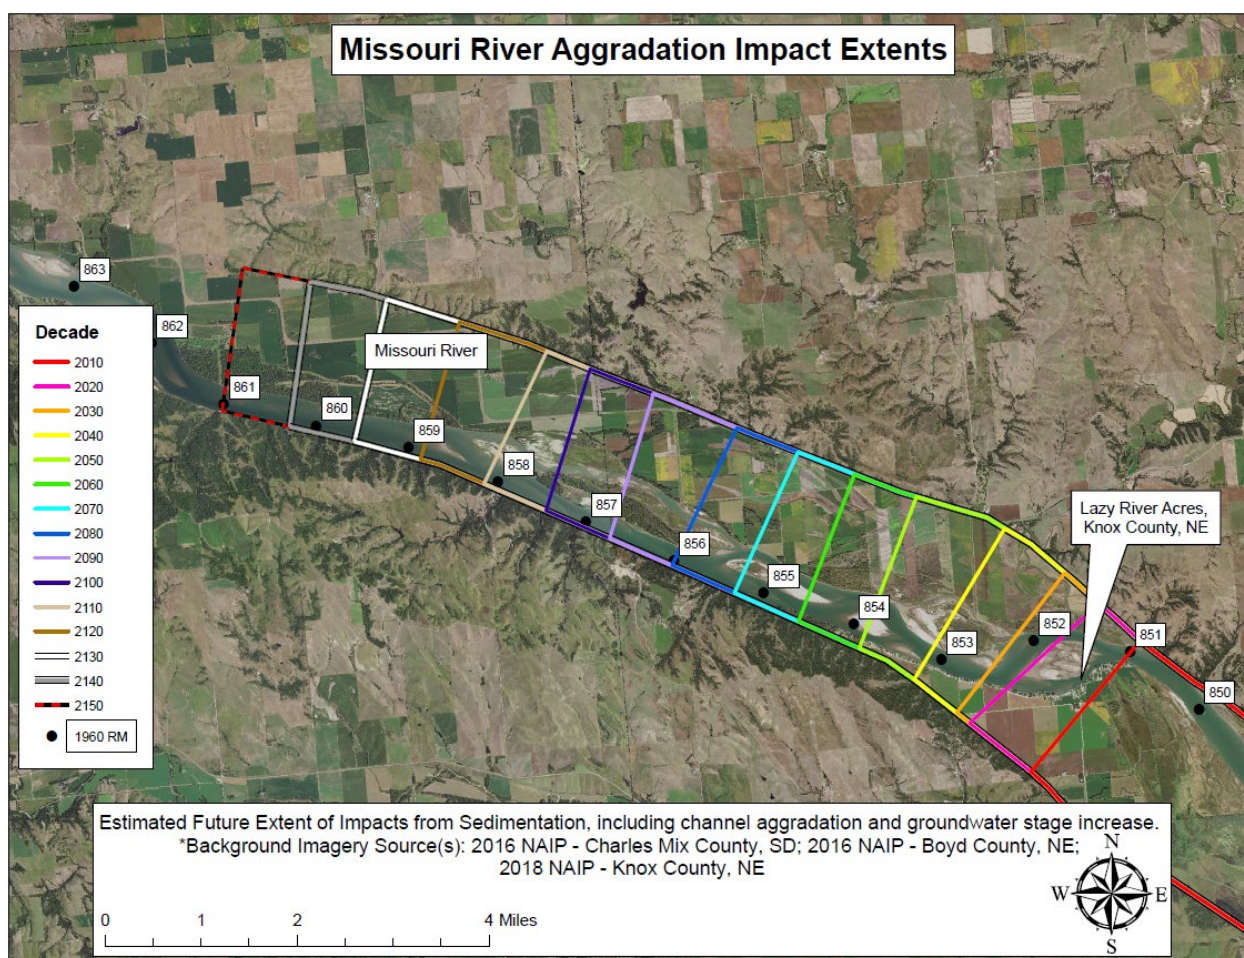 Missouri River Aggradation Impact Extents
863
862
861
Missouri River
860
859
858
857
856
855
854
853
852
851
850
Lazy River Acres,
Knox County, NE
Decade
2010
2020
2030
2040
2050
2060
2070
2080
2090
2100
2110
2120
2130
2140
2150
1960 RM
Estimated Future Extent of Impacts from Sedimentation, including channel aggradation and groundwater stage increase.
*Background Imagery Source(s): 2016 NAIP - Charles Mix County, SD; 2016 NAIP - Boyd County, NE;
2018 NAIP - Knox County, NE
0 1 2 4 Miles
N
W E
S